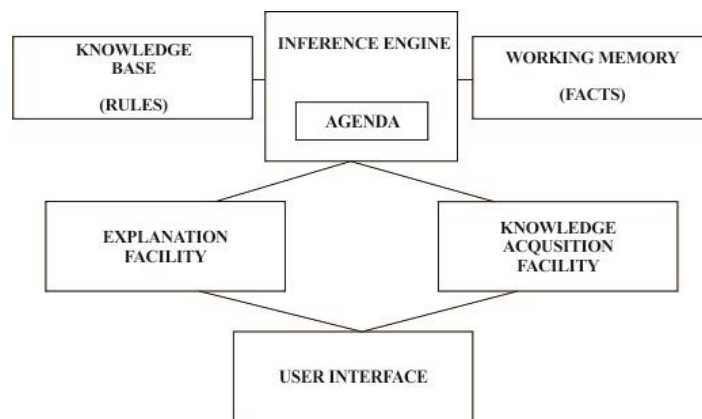 KNOWLEDGE
BASE
(RULES)
INFERENCE ENGINE
AGENDA
WORKING MEMORY
(FACTS)
EXPLANATION
FACILITY
KNOWLEDGE
ACQUSITION
FACILITY
USER INTERFACE